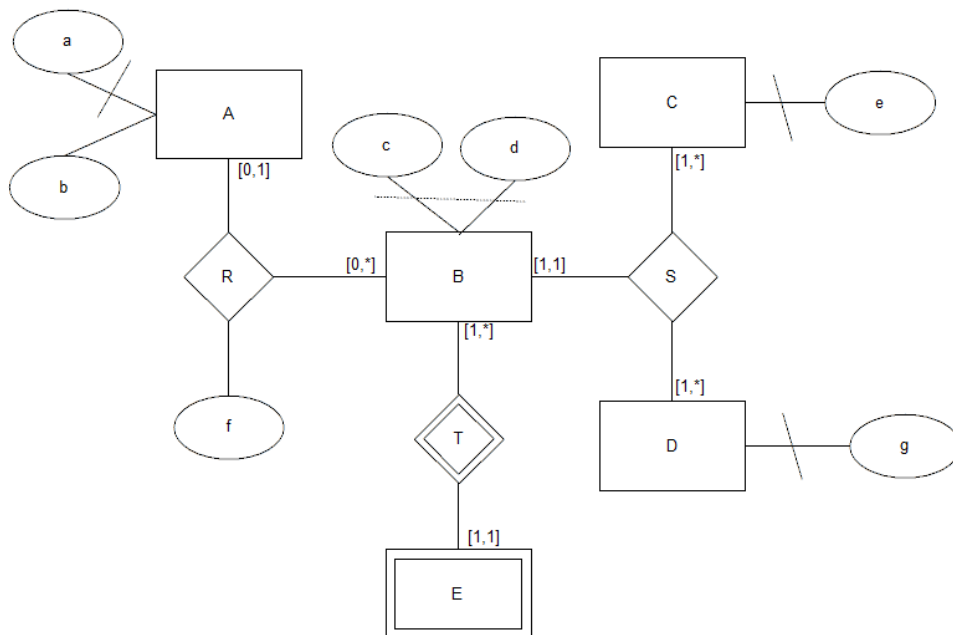 a
A
b
[0,1]
c
d
C
e
[1,*]
R
[0,*]
B
[1,1]
S
[1,*]
f
T
[1,*]
D
g
[1,1]
E